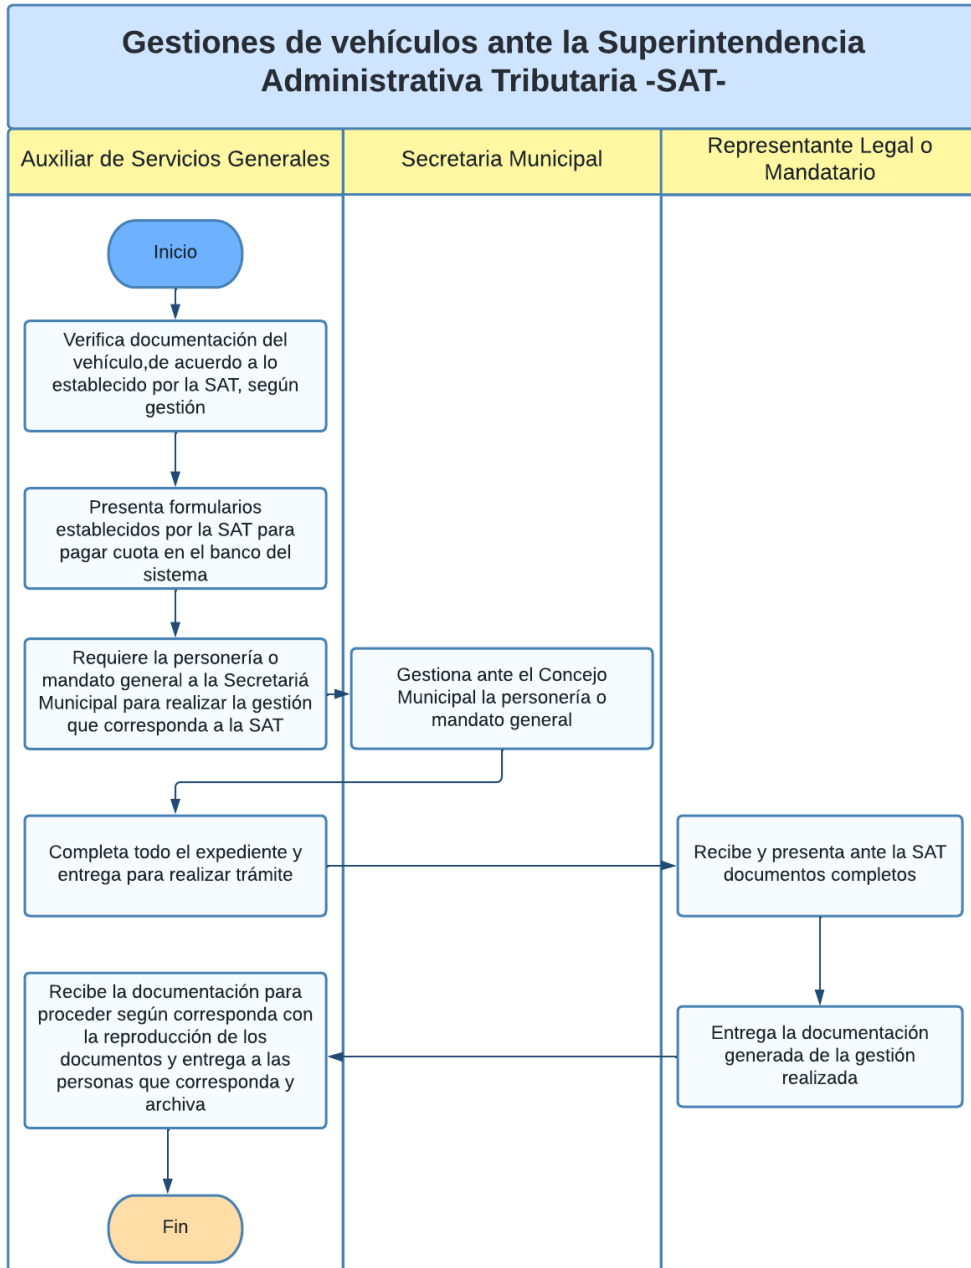 Gestiones de vehículos ante la Superintendencia
Administrativa Tributaria -SAT-
Auxiliar de Servicios Generales
Secretaria Municipal
Representante Legal o
Mandatario
Inicio
Verifica documentación del
vehículo,de acuerdo a lo
establecido por la SAT, según
gestión
Presenta formularios
establecidos por la SAT para
pagar cuota en el banco del
sistema
Requiere la personería o
mandato general a la Secretariá
Municipal para realizar la gestión
que corresponda a la SAT
Gestiona ante el Concejo
Municipal la personería o
mandato general
Completa todo el expediente y
entrega para realizar trámite
Recibe y presenta ante la SAT
documentos completos
Entrega la documentación
generada de la gestión
realizada
Recibe la documentación para
proceder según corresponda con
la reproducción de los
documentos y entrega a las
personas que corresponda y
archiva
Fin